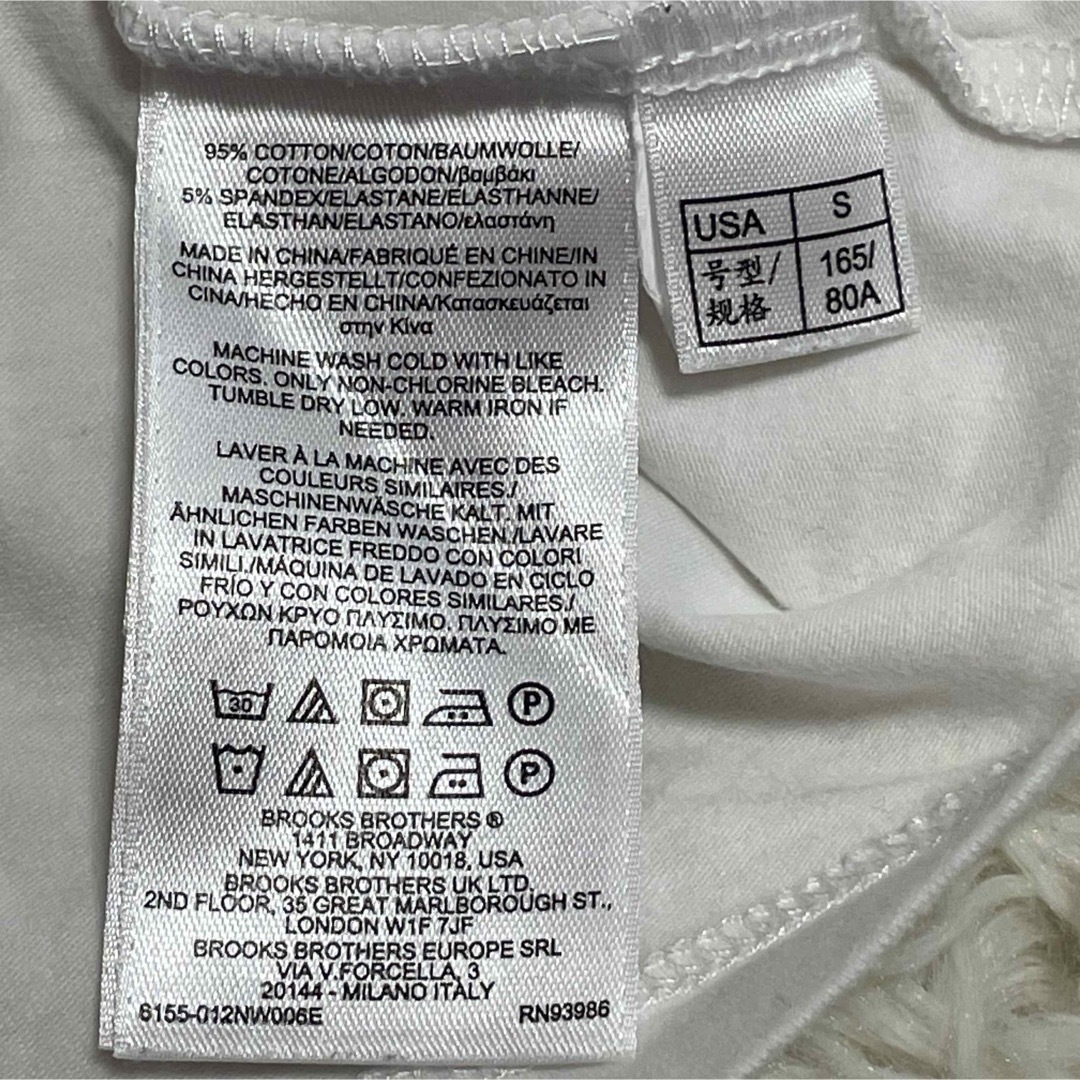 95% COTTON/COTON/BAUMWOLLE/
COTONE/ALGODON/βαμβάκι
5% SPANDEX/ELASTANE/ELASTHANNE/
ELASTHAN/ELASTANO/ελαστάνη
MADE IN CHINA/FABRIQUÉ EN CHINE/IN
CHINA HERGESTELLT/CONFEZIONATO IN
CINA/HECHO EN CHINA/Κατασκευάζεται
στην Κίνα
MACHINE WASH COLD WITH LIKE
COLORS. ONLY NON-CHLORINE BLEACH.
TUMBLE DRY LOW. WARM IRON IF
NEEDED.
LAVER À LA MACHINE AVEC DES
COULEURS SIMILAIRES./
MASCHINENWÄSCHE KALT. MIT
ÄHNLICHEN FARBEN WASCHEN./LAVARE
IN LAVATRICE FREDDO CON COLORI
SIMILI./MÁQUINA DE LAVADO EN CICLO
FRÍO Y CON COLORES SIMILARES./
ΡΟΥΧΩΝ ΚΡΥΟ ΠΛΥΣΙΜΟ. ΠΛΥΣΙΜΟ ΜΕ
ΠΑΡΟΜΟΙΑ ΧΡΩΜΑΤΑ.
30 P
P
BROOKS BROTHERS ®
1411 BROADWAY
NEW YORK, NY 10018, USA
BROOKS BROTHERS UK LTD.
2ND FLOOR, 35 GREAT MARLBOROUGH ST.,
LONDON W1F 7JF
BROOKS BROTHERS EUROPE SRL
VIA V.FORCELLA, 3
20144 - MILANO ITALY
6155-012NW006E RN93986
USA S
号型/ 165/
规格 80A